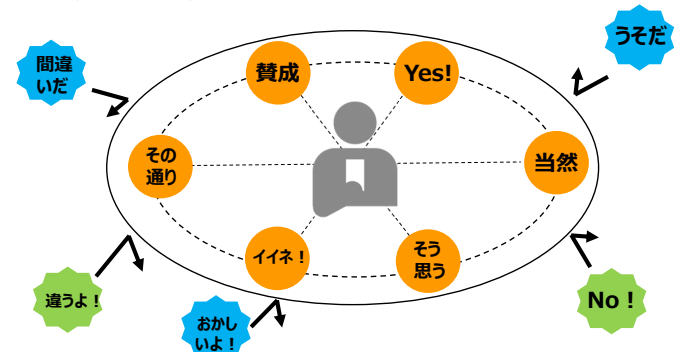 うそだ
間違
いだ
賛成
Yes!
その
通り
当然
イイネ！
そう
思う
違うよ！
No！
おかし
いよ！